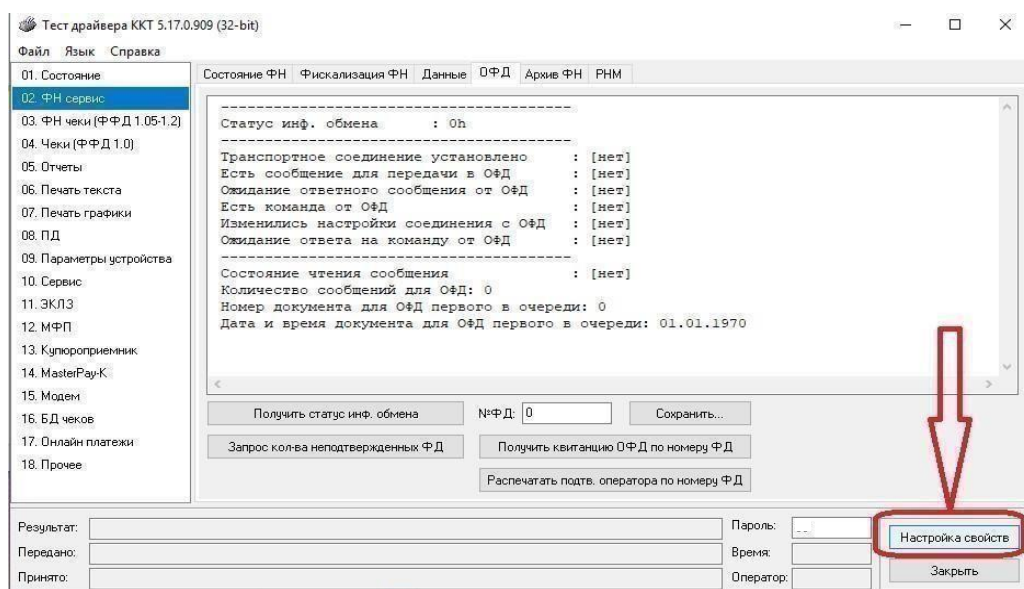 Тест драйвера ККТ 5.17.0.909 (32-bit)
Файл Язык Справка
01. Состояние
02. ФН сервис
03. ФН чеки (ФФД 1.05-1.2)
04. Чеки (ФФД 1.0)
05. Отчеты
06. Печать текста
07. Печать графики
08. ПД
09. Параметры устройства
10. Сервис
11. ЭКЛЗ
12. МФП
13. Купюроприемник
14. MasterPay-K
15. Модем
16. БД чеков
17. Онлайн платежи
18. Прочее
Состояние ФН Фискализация ФН Данные ОФД Архив ФН РНМ
Статус инф. обмена : 0h
Транспортное соединение установлено : [нет]
Есть сообщение для передачи в ОФД : [нет]
Ожидание ответного сообщения от ОФД : [нет]
Есть команда от ОФД : [нет]
Изменились настройки соединения с ОФД : [нет]
Ожидание ответа на команду от ОФД : [нет]
Состояние чтения сообщения : [нет]
Количество сообщений для ОФД: 0
Номер документа для ОФД первого в очереди: 0
Дата и время документа для ОФД первого в очереди: 01.01.1970
Получить статус инф. обмена №ФД: 0 Сохранить...
Запрос кол-ва неподтвержденных ФД Получить квитанцию ОФД по номеру ФД
Распечатать подтв. оператора по номеру ФД
Результат: Пароль: Настройка свойств
Передано: Время:
Принято: Оператор: Закрыть